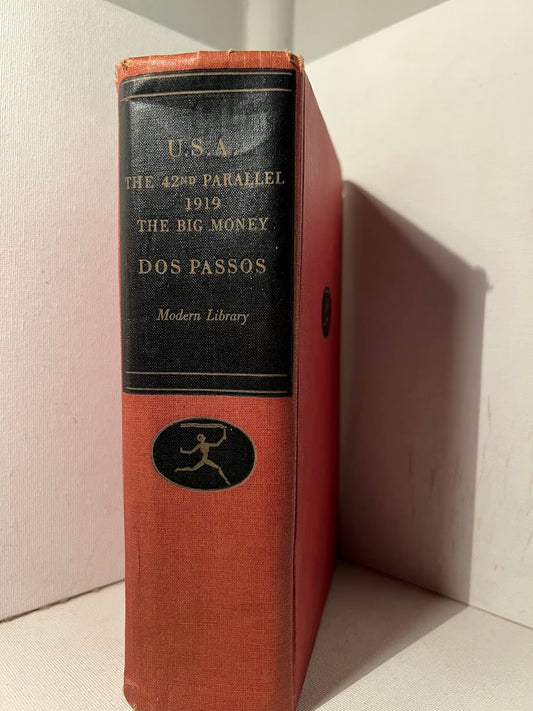 U.S.A.
THE 42ND PARALLEL
1919
THE BIG MONEY
DOS PASSOS
Modern Library